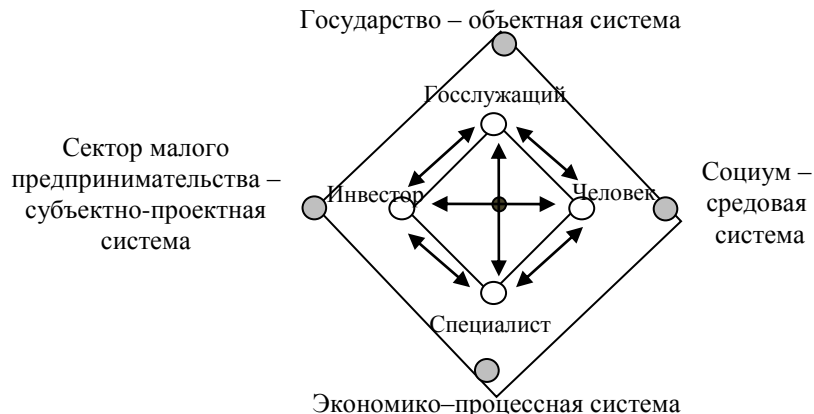 Государство – объектная система
Госслужащий
Сектор малого
предпринимательства –
субъектно-проектная
система
Инвестор
Человек
Социум –
средовая
система
Специалист
Экономико–процессная система